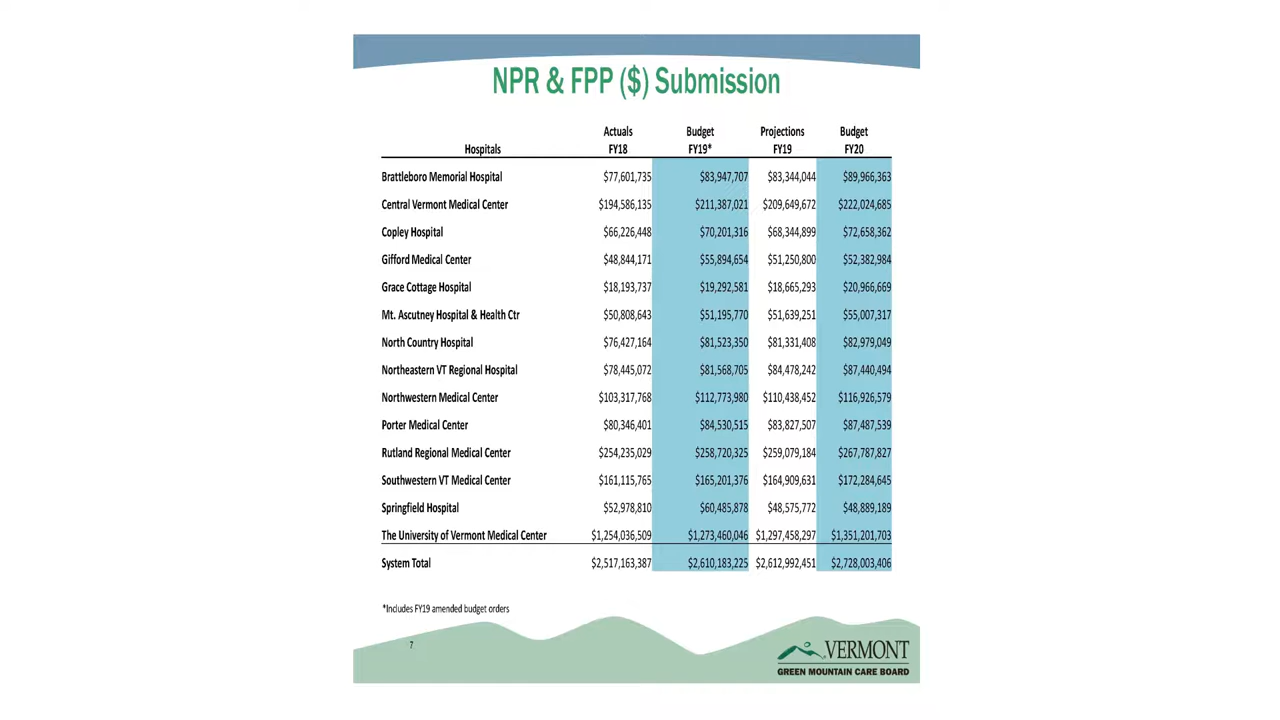 NPR & FPP ($) Submission
Actuals Budget Projections Budget
Hospitals FY18 FY19* FY19 FY20
Brattleboro Memorial Hospital $77,601,735 $83,947,707 $83,344,044 $89,966,363
Central Vermont Medical Center $194,586,135 $211,387,021 $209,649,672 $222,024,685
Copley Hospital $66,226,448 $70,201,316 $68,344,899 $72,658,362
Gifford Medical Center $48,844,171 $55,894,654 $51,250,800 $52,382,984
Grace Cottage Hospital $18,193,737 $19,292,581 $18,665,293 $20,966,669
Mt. Ascutney Hospital & Health Ctr $50,808,643 $51,195,770 $51,639,251 $55,007,317
North Country Hospital $76,427,164 $81,523,350 $81,331,408 $82,979,049
Northeastern VT Regional Hospital $78,445,072 $81,568,705 $84,478,242 $87,440,494
Northwestern Medical Center $103,317,768 $112,773,980 $110,438,452 $116,926,579
Porter Medical Center $80,346,401 $84,530,515 $83,827,507 $87,487,539
Rutland Regional Medical Center $254,235,029 $258,720,325 $259,079,184 $267,787,827
Southwestern VT Medical Center $161,115,765 $165,201,376 $164,909,631 $172,284,645
Springfield Hospital $52,978,810 $60,485,878 $48,575,772 $48,889,189
The University of Vermont Medical Center $1,254,036,509 $1,273,460,046 $1,297,458,297 $1,351,201,703
System Total $2,517,163,387 $2,610,183,225 $2,612,992,451 $2,728,003,406
*Includes FY19 amended budget orders
7
VERMONT
GREEN MOUNTAIN CARE BOARD